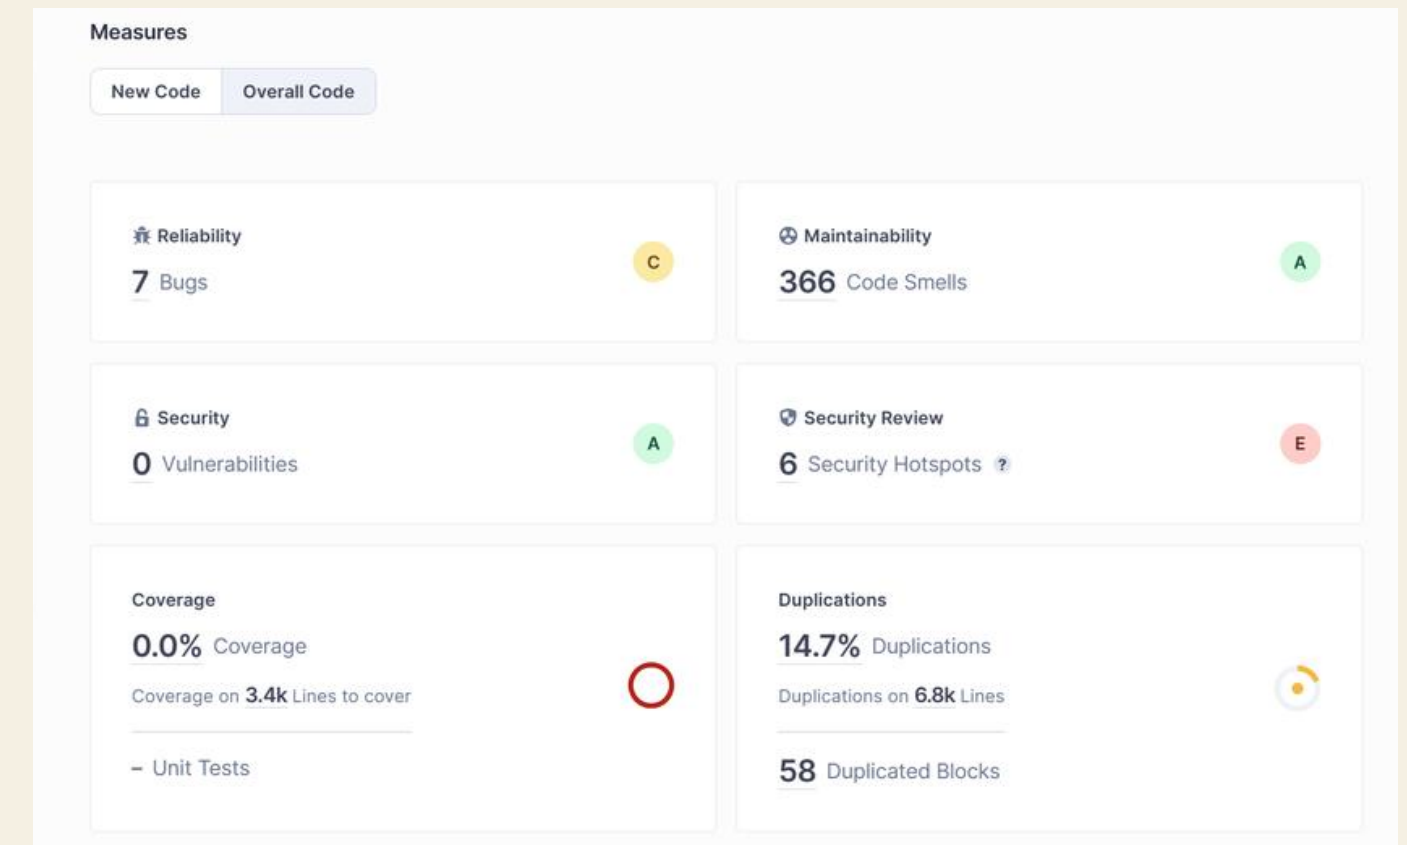 Measures
New Code Overall Code
Reliability
7 Bugs
C
Maintainability
366 Code Smells
A
Security
0 Vulnerabilities
A
Security Review
6 Security Hotspots ?
E
Coverage
0.0% Coverage
Coverage on 3.4k Lines to cover
– Unit Tests
Duplications
14.7% Duplications
Duplications on 6.8k Lines
58 Duplicated Blocks